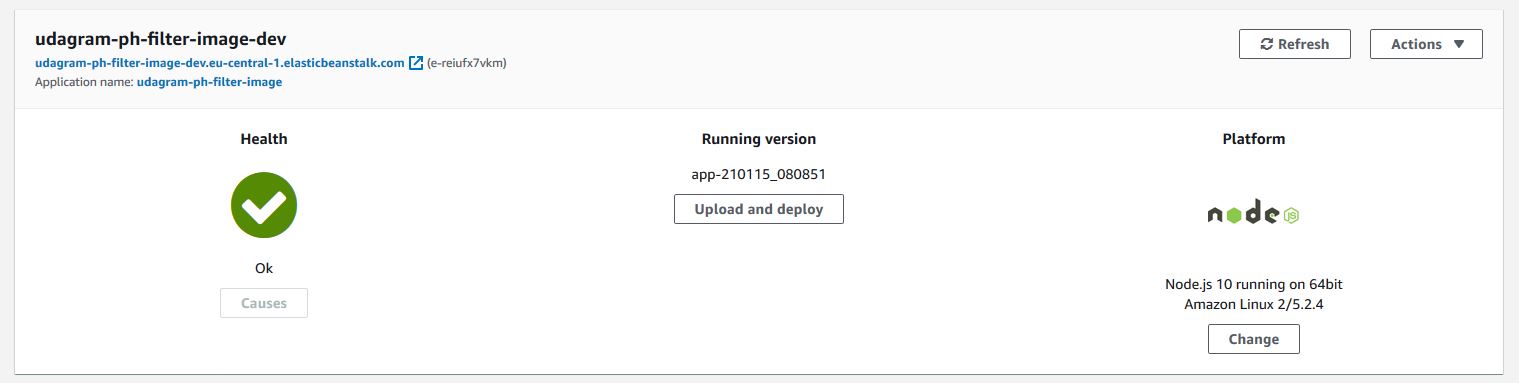 udagram-ph-filter-image-dev
udagram-ph-filter-image-dev.eu-central-1.elasticbeanstalk.com (e-reiufx7vkm)
Application name: udagram-ph-filter-image
Refresh
Actions
Health
Ok
Causes
Running version
app-210115_080851
Upload and deploy
Platform
node JS
Node.js 10 running on 64bit
Amazon Linux 2/5.2.4
Change